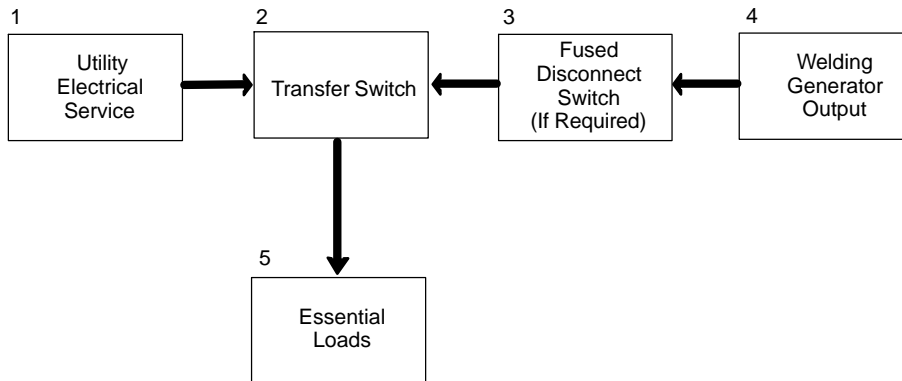 1
Utility
Electrical
Service
2
Transfer Switch
3
Fused
Disconnect
Switch
(If Required)
4
Welding
Generator
Output
5
Essential
Loads